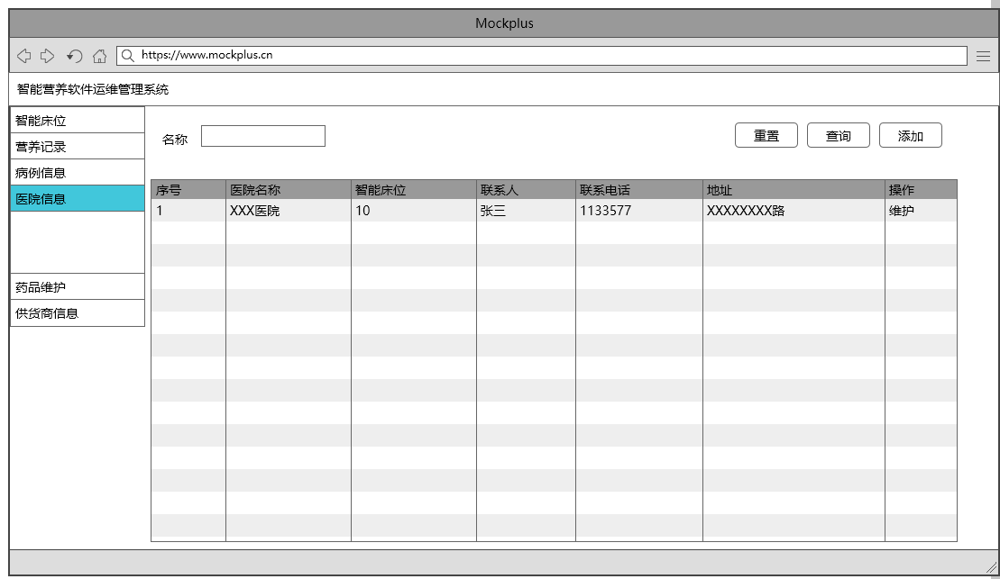 Mockplus
https://www.mockplus.cn
智能营养软件运维管理系统
智能床位
营养记录
病例信息
医院信息
药品维护
供货商信息
名称 重置 查询 添加
序号 医院名称 智能床位 联系人 联系电话 地址 操作
1 XXX医院 10 张三 1133577 XXXXXXXX路 维护